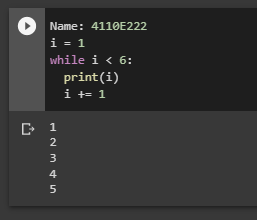 Name: 4110E222
i = 1
while i < 6:
  print(i)
  i += 1
1
2
3
4
5